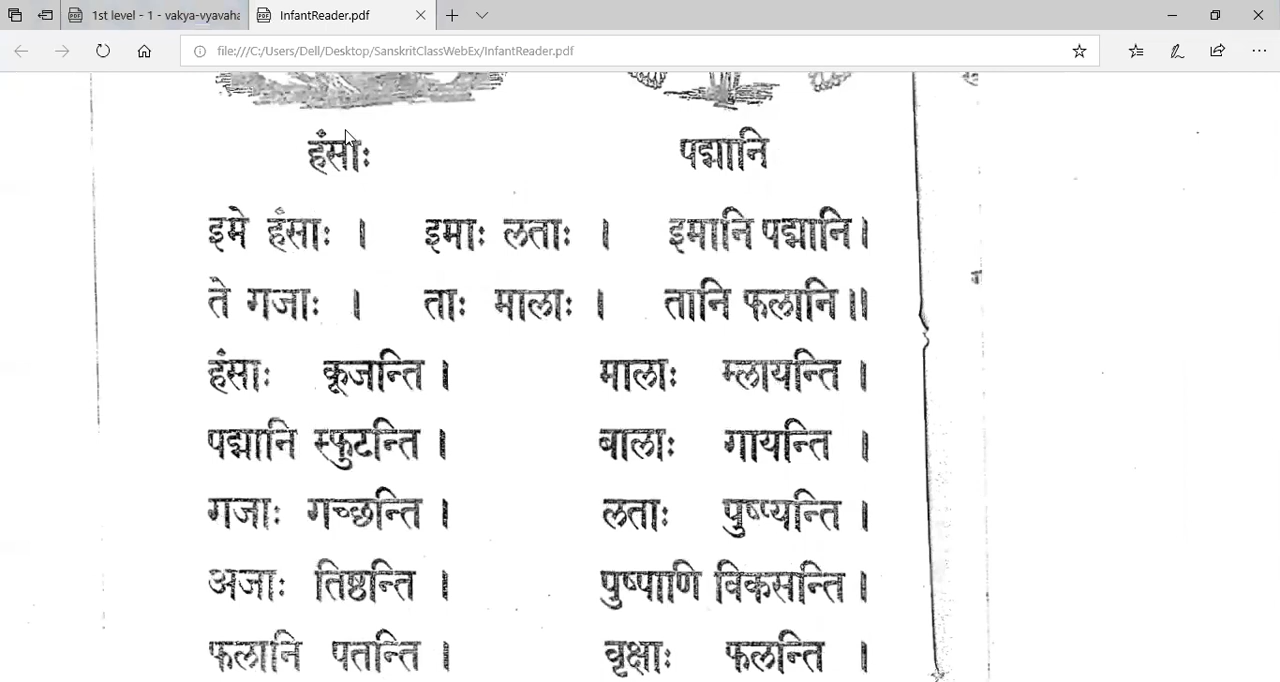 1st level - 1 - vakya-vyavaha
InfantReader.pdf
file:///C:/Users/Dell/Desktop/SanskritClassWebEx/InfantReader.pdf
हंसाः पद्मानि
इमे हंसाः । इमाः लताः । इमानि पद्मानि।
ते गजाः । ताः मालाः । तानि फलानि॥
हंसाः कूजन्ति । मालाः म्लायन्ति ।
पद्मानि स्फुटन्ति । बालाः गायन्ति ।
गजाः गच्छन्ति । लताः पुष्प्यन्ति ।
अजाः तिष्ठन्ति । पुष्पाणि विकसन्ति ।
फलानि पतन्ति । वृक्षाः फलन्ति ।